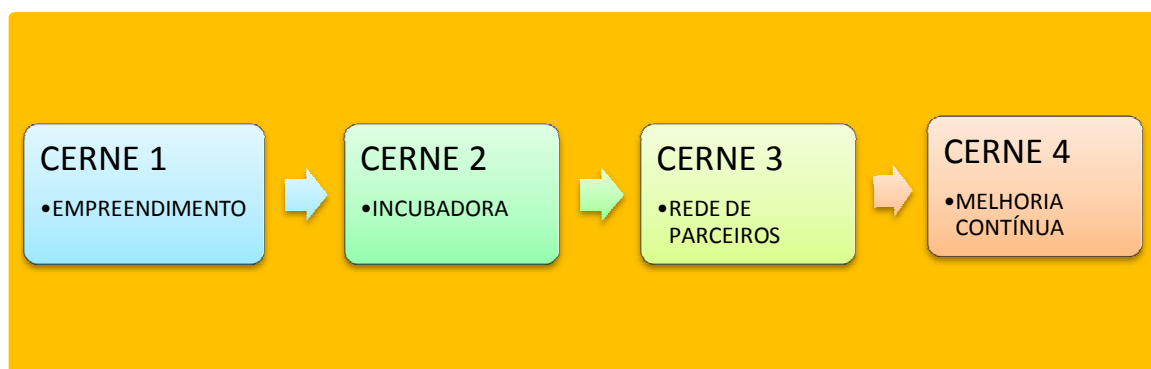 CERNE 1
•EMPREENDIMENTO
CERNE 2
•INCUBADORA
CERNE 3
•REDE DE
PARCEIROS
CERNE 4
•MELHORIA
CONTÍNUA